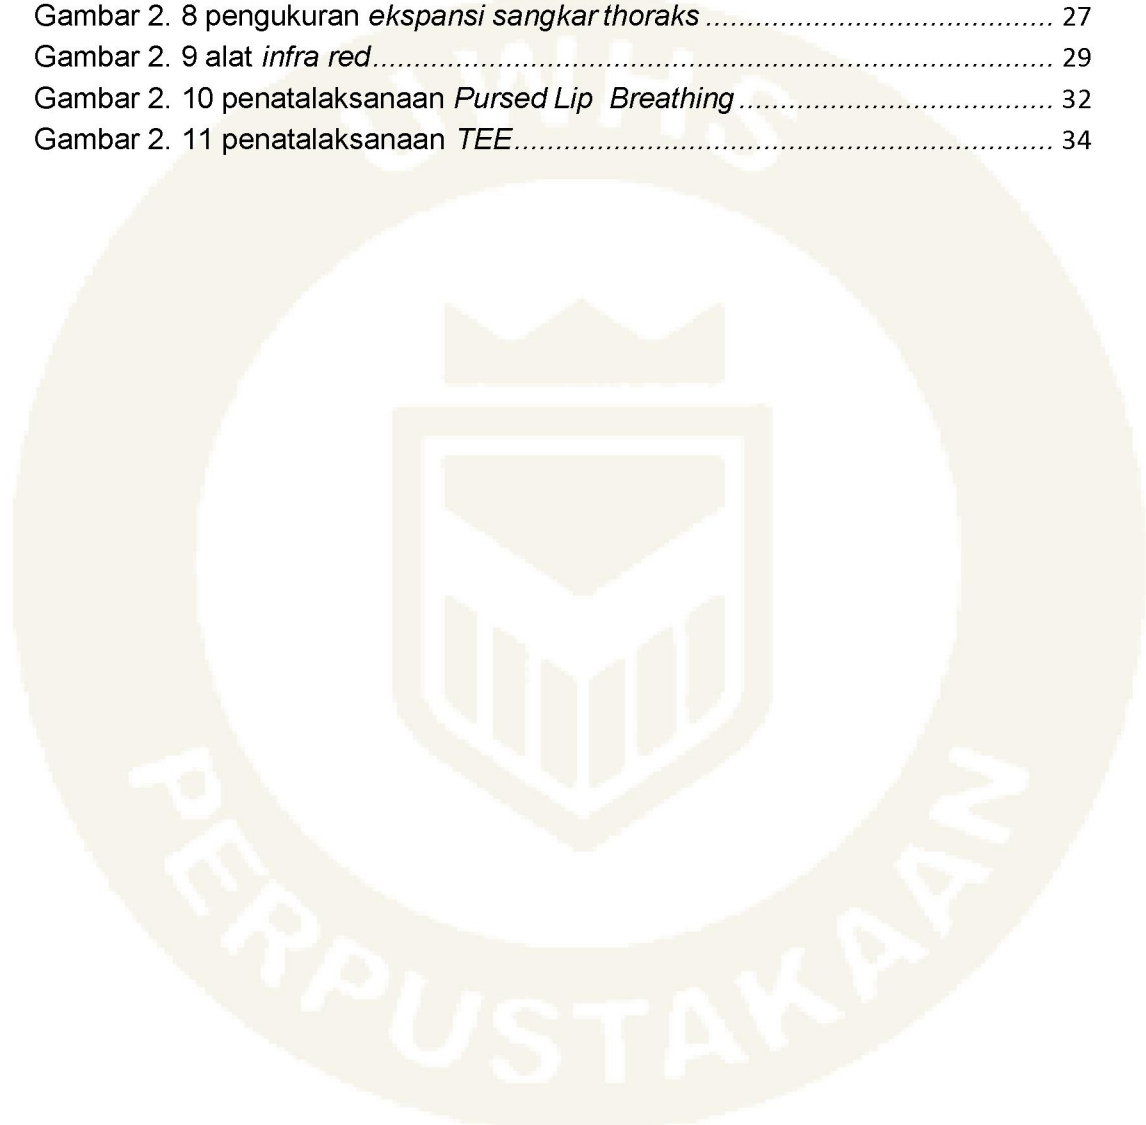 Gambar 2. 8 pengukuran ekspansi sangkar thoraks.......................................... 27
Gambar 2. 9 alat infra red.................................................................................. 29
Gambar 2. 10 penatalaksanaan Pursed Lip Breathing...................................... 32
Gambar 2. 11 penatalaksanaan TEE................................................................. 34
UWHS
PERPUSTAKAAN